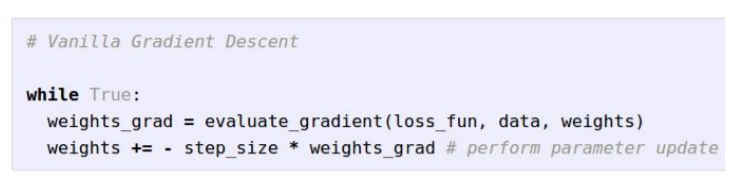 # Vanilla Gradient Descent
while True:
weights_grad = evaluate_gradient(loss_fun, data, weights)
weights += - step_size * weights_grad # perform parameter update